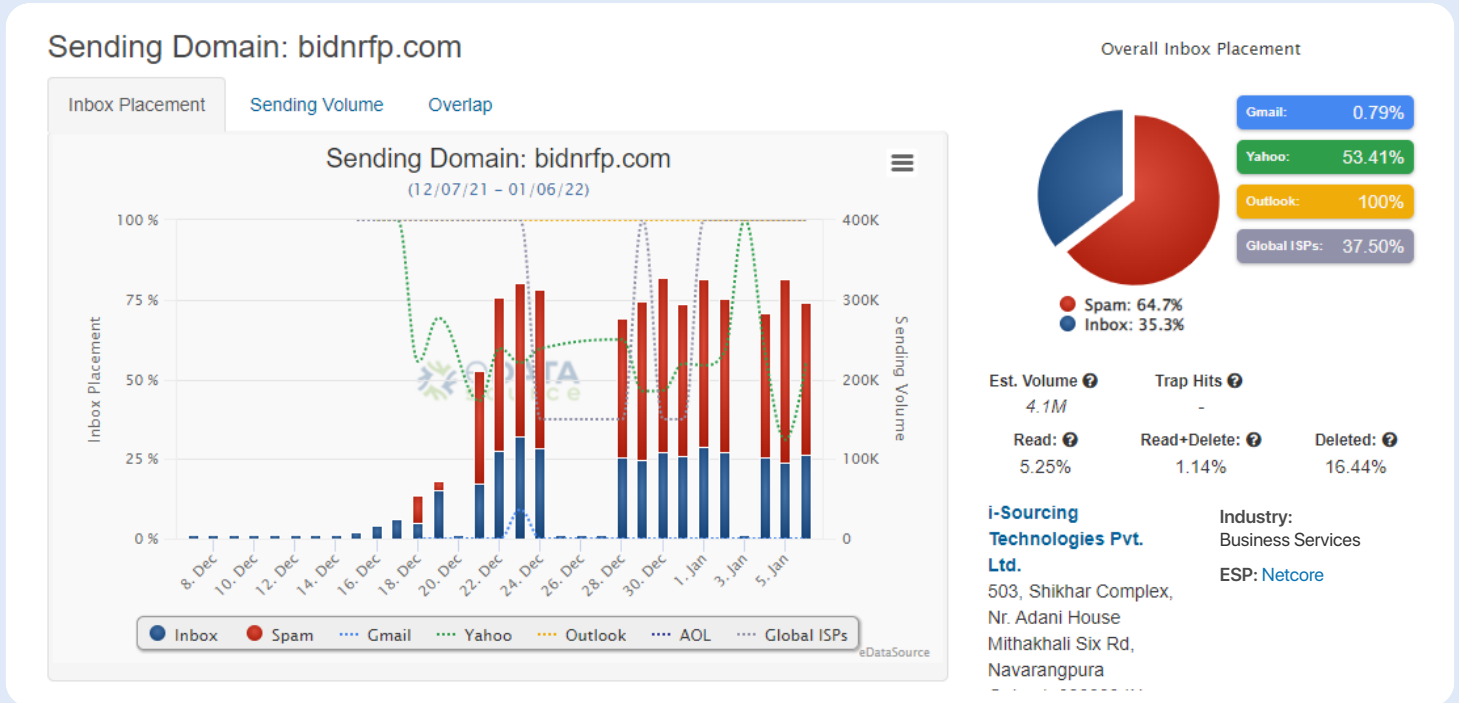 Sending Domain: bidnrfp.com
Inbox Placement
Sending Volume
Overlap
Sending Domain: bidnrfp.com
(12/07/21 – 01/06/22)
100 %
75 %
50 %
25 %
0 %
Inbox Placement
400K
300K
200K
100K
0
Sending Volume
eDATA
source
8. Dec
10. Dec
12. Dec
14. Dec
16. Dec
18. Dec
20. Dec
22. Dec
24. Dec
26. Dec
28. Dec
30. Dec
1. Jan
3. Jan
5. Jan
Inbox Spam Gmail Yahoo Outlook AOL Global ISPs
eDataSource
Overall Inbox Placement
Gmail: 0.79%
Yahoo: 53.41%
Outlook: 100%
Global ISPs: 37.50%
Spam: 64.7%
Inbox: 35.3%
Est. Volume ? Trap Hits ?
4.1M -
Read: ? Read+Delete: ? Deleted: ?
5.25% 1.14% 16.44%
i-Sourcing
Technologies Pvt.
Ltd.
503, Shikhar Complex,
Nr. Adani House
Mithakhali Six Rd,
Navarangpura
Industry:
Business Services
ESP: Netcore